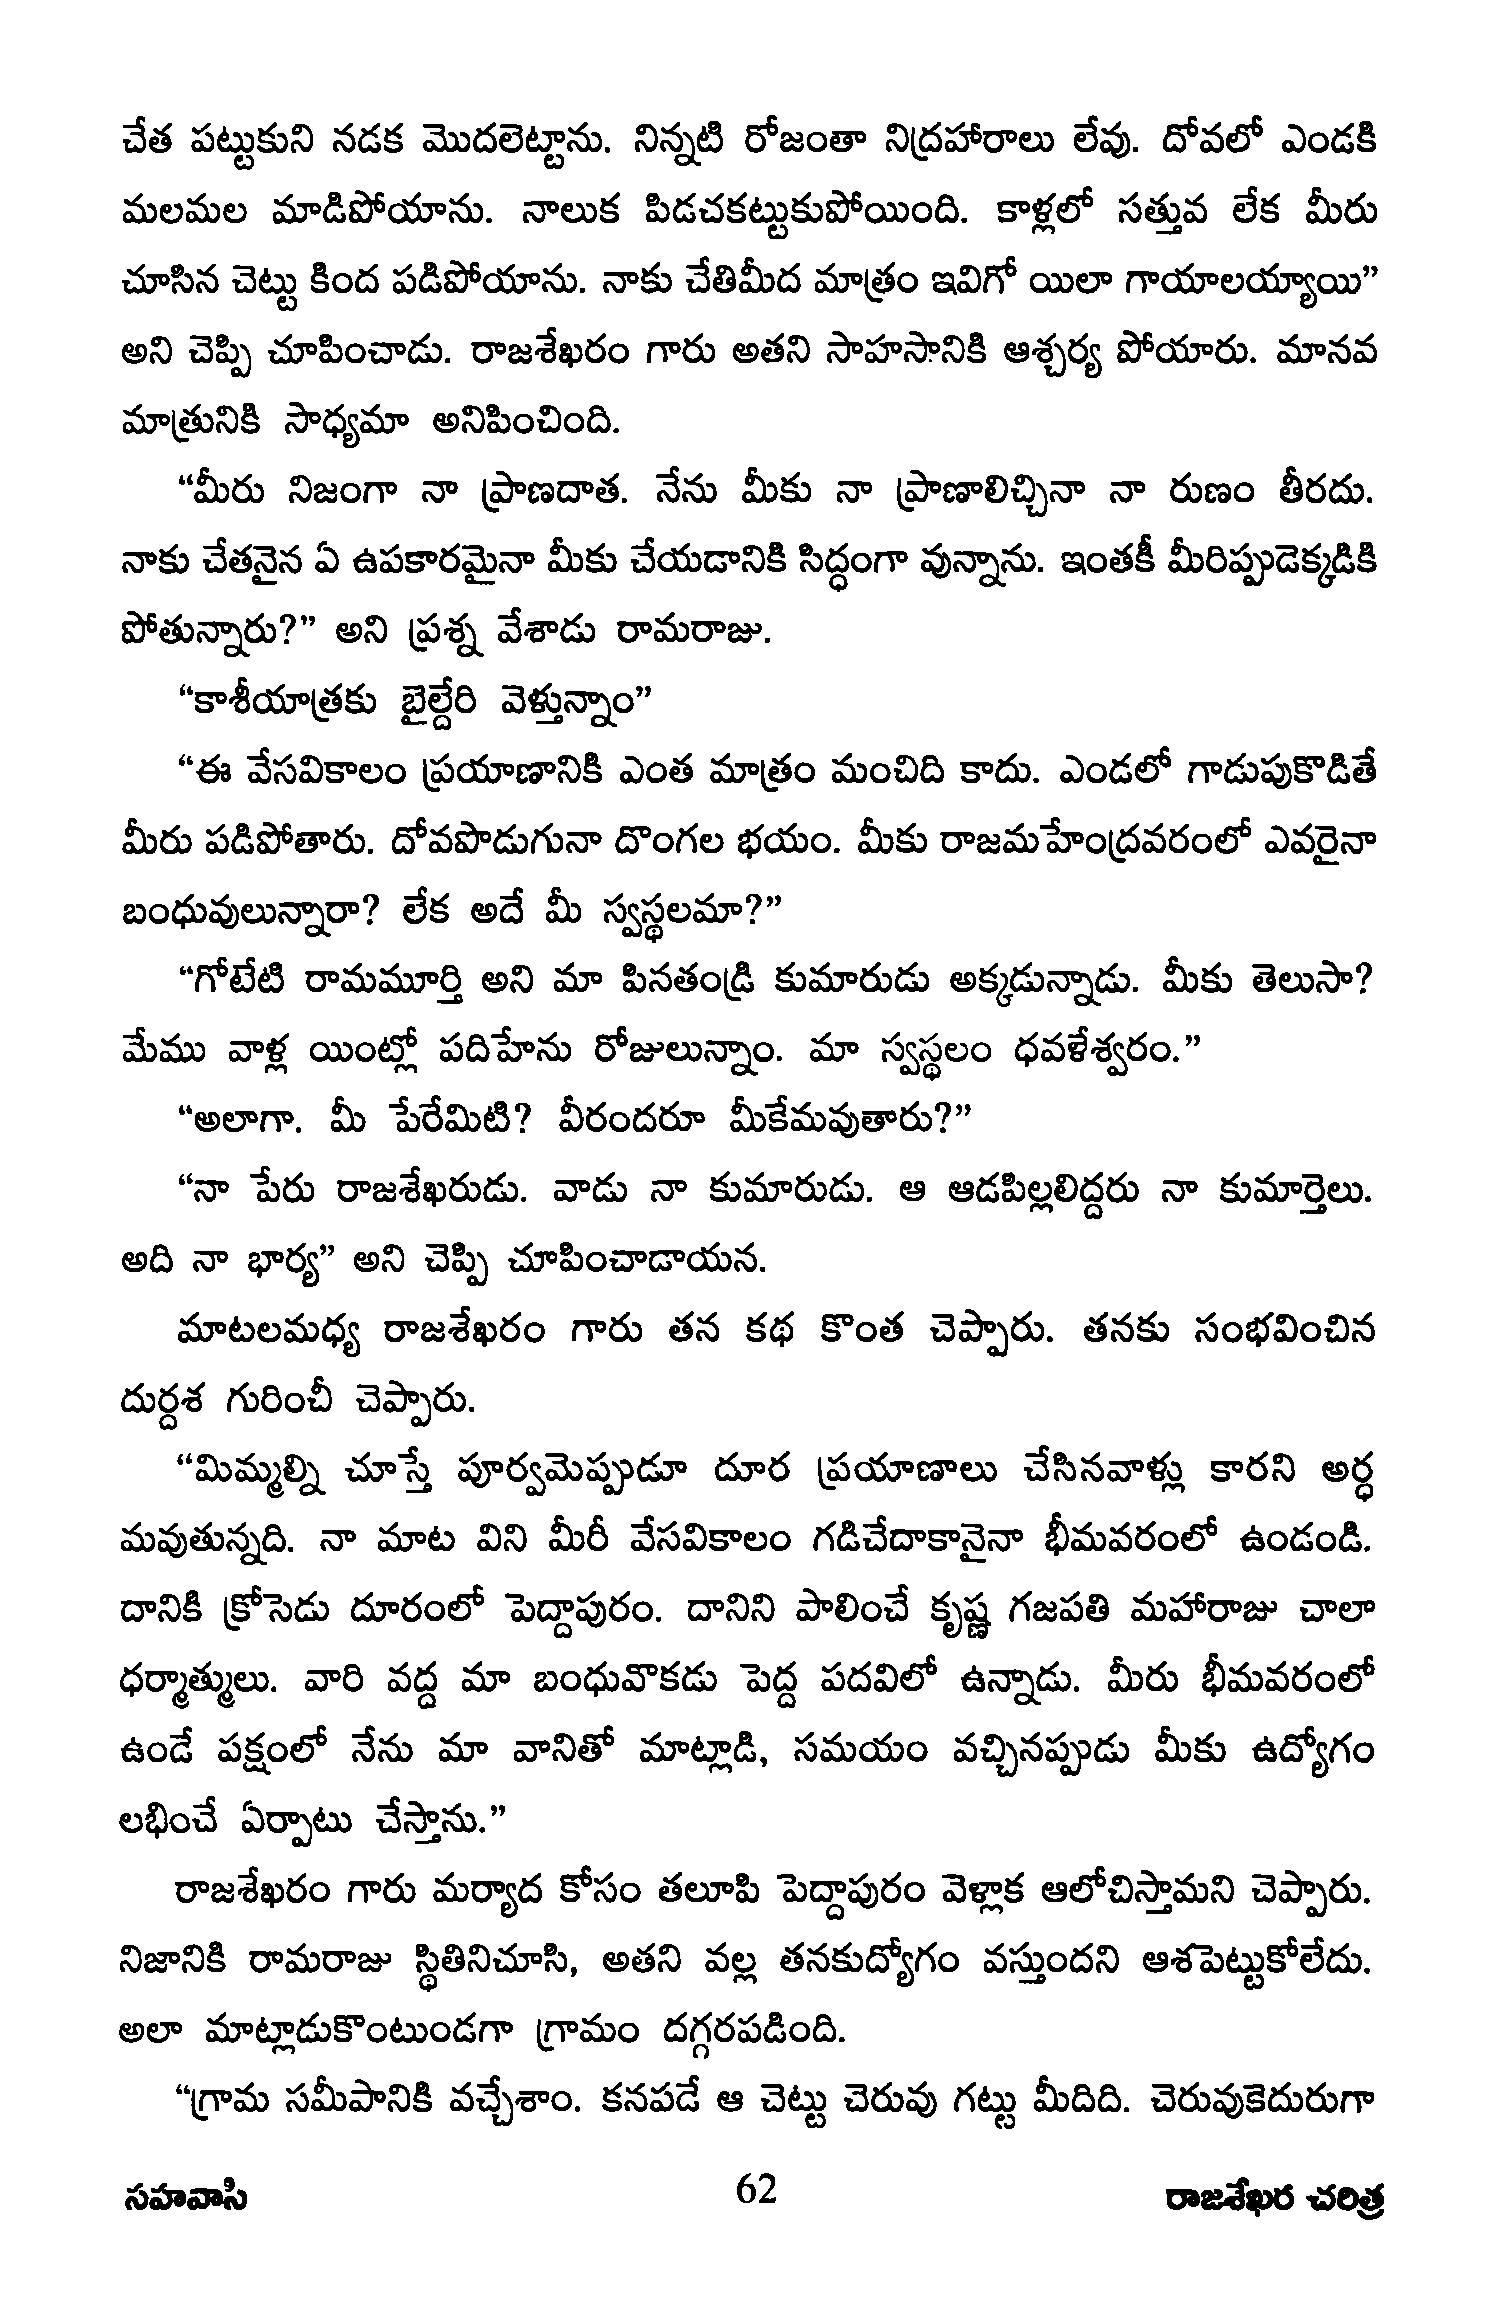 చేత పట్టుకుని నడక మొదలెట్టాను. నిన్నటి రోజంతా నిద్రహారాలు లేవు. దోవలో ఎండకి
మలమల మాడిపోయాను. నాలుక పిడచకట్టుకుపోయింది. కాళ్లలో సత్తువ లేక మీరు
చూసిన చెట్టు కింద పడిపోయాను. నాకు చేతిమీద మాత్రం ఇవిగో యిలా గాయాలయ్యాయి”
అని చెప్పి చూపించాడు. రాజశేఖరం గారు అతని సాహసానికి ఆశ్చర్య పోయారు. మానవ
మాత్రునికి సాధ్యమా అనిపించింది.
“మీరు నిజంగా నా ప్రాణదాత. నేను మీకు నా ప్రాణాలిచ్చినా నా రుణం తీరదు.
నాకు చేతనైన ఏ ఉపకారమైనా మీకు చేయడానికి సిద్ధంగా వున్నాను. ఇంతకీ మీరిప్పుడెక్కడికి
పోతున్నారు?” అని ప్రశ్న వేశాడు రామరాజు.
“కాశీయాత్రకు బైల్దేరి వెళ్తున్నాం”
“ఈ వేసవికాలం ప్రయాణానికి ఎంత మాత్రం మంచిది కాదు. ఎండలో గాడుపుకొడితే
మీరు పడిపోతారు. దోవపొడుగునా దొంగల భయం. మీకు రాజమహేంద్రవరంలో ఎవరైనా
బంధువులున్నారా? లేక అదే మీ స్వస్థలమా?”
“గోటేటి రామమూర్తి అని మా పినతండ్రి కుమారుడు అక్కడున్నాడు. మీకు తెలుసా?
మేము వాళ్ల యింట్లో పదిహేను రోజులున్నాం. మా స్వస్థలం ధవళేశ్వరం.”
“అలాగా. మీ పేరేమిటి? వీరందరూ మీకేమవుతారు?”
“నా పేరు రాజశేఖరుడు. వాడు నా కుమారుడు. ఆ ఆడపిల్లలిద్దరు నా కుమార్తెలు.
అది నా భార్య” అని చెప్పి చూపించాడాయన.
మాటలమధ్య రాజశేఖరం గారు తన కథ కొంత చెప్పారు. తనకు సంభవించిన
దుర్దశ గురించీ చెప్పారు.
“మిమ్మల్ని చూస్తే పూర్వమెప్పుడూ దూర ప్రయాణాలు చేసినవాళ్లు కారని అర్ధ
మవుతున్నది. నా మాట విని మీరీ వేసవికాలం గడిచేదాకానైనా భీమవరంలో ఉండండి.
దానికి క్రోసెడు దూరంలో పెద్దాపురం. దానిని పాలించే కృష్ణ గజపతి మహారాజు చాలా
ధర్మాత్ములు. వారి వద్ద మా బంధువొకడు పెద్ద పదవిలో ఉన్నాడు. మీరు భీమవరంలో
ఉండే పక్షంలో నేను మా వానితో మాట్లాడి, సమయం వచ్చినప్పుడు మీకు ఉద్యోగం
లభించే ఏర్పాటు చేస్తాను.”
రాజశేఖరం గారు మర్యాద కోసం తలూపి పెద్దాపురం వెళ్లాక ఆలోచిస్తామని చెప్పారు.
నిజానికి రామరాజు స్థితినిచూసి, అతని వల్ల తనకుద్యోగం వస్తుందని ఆశపెట్టుకోలేదు.
అలా మాట్లాడుకొంటుండగా గ్రామం దగ్గరపడింది.
“గ్రామ సమీపానికి వచ్చేశాం. కనపడే ఆ చెట్టు చెరువు గట్టు మీదిది. చెరువుకెదురుగా
సహవాసి 62 రాజశేఖర చరిత్ర